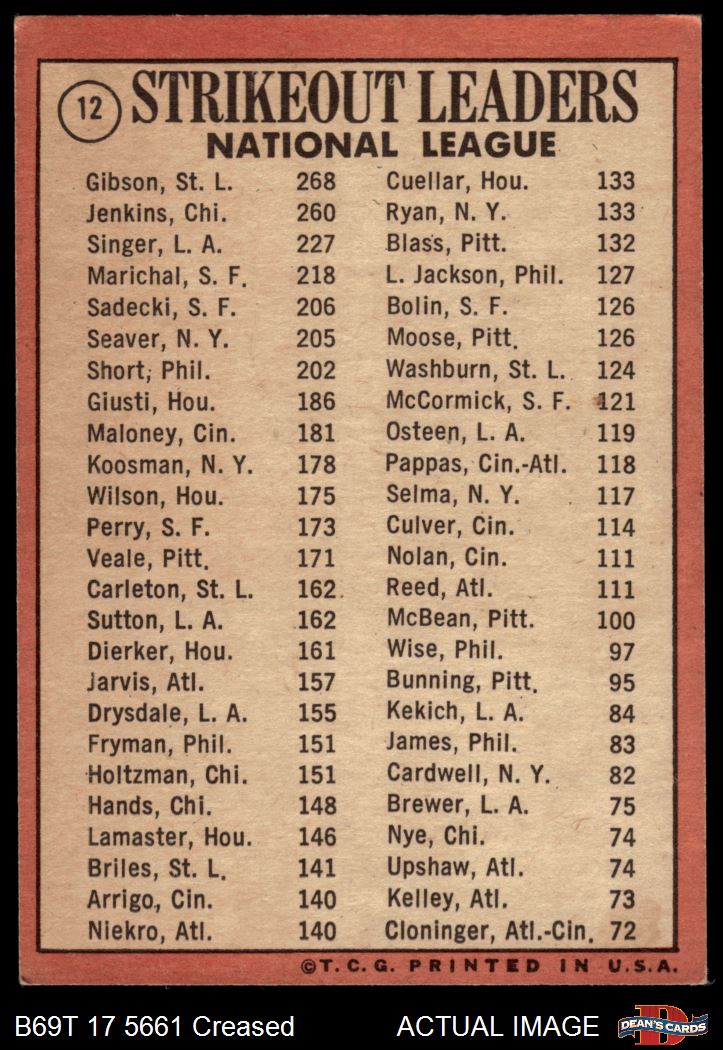 12 STRIKEOUT LEADERS
NATIONAL LEAGUE
Gibson, St. L. 268 Cuellar, Hou. 133
Jenkins, Chi. 260 Ryan, N. Y. 133
Singer, L. A. 227 Blass, Pitt. 132
Marichal, S. F. 218 L. Jackson, Phil. 127
Sadecki, S. F. 206 Bolin, S. F. 126
Seaver, N. Y. 205 Moose, Pitt. 126
Short, Phil. 202 Washburn, St. L. 124
Giusti, Hou. 186 McCormick, S. F. 121
Maloney, Cin. 181 Osteen, L. A. 119
Koosman, N. Y. 178 Pappas, Cin.-Atl. 118
Wilson, Hou. 175 Selma, N. Y. 117
Perry, S. F. 173 Culver, Cin. 114
Veale, Pitt. 171 Nolan, Cin. 111
Carleton, St. L. 162 Reed, Atl. 111
Sutton, L. A. 162 McBean, Pitt. 100
Dierker, Hou. 161 Wise, Phil. 97
Jarvis, Atl. 157 Bunning, Pitt. 95
Drysdale, L. A. 155 Kekich, L. A. 84
Fryman, Phil. 151 James, Phil. 83
Holtzman, Chi. 151 Cardwell, N. Y. 82
Hands, Chi. 148 Brewer, L. A. 75
Lamaster, Hou. 146 Nye, Chi. 74
Briles, St. L. 141 Upshaw, Atl. 74
Arrigo, Cin. 140 Kelley, Atl. 73
Niekro, Atl. 140 Cloninger, Atl.-Cin. 72
©T. C. G. PRINTED IN U.S.A.
B69T 17 5661 Creased ACTUAL IMAGE D DEAN'S CARDS